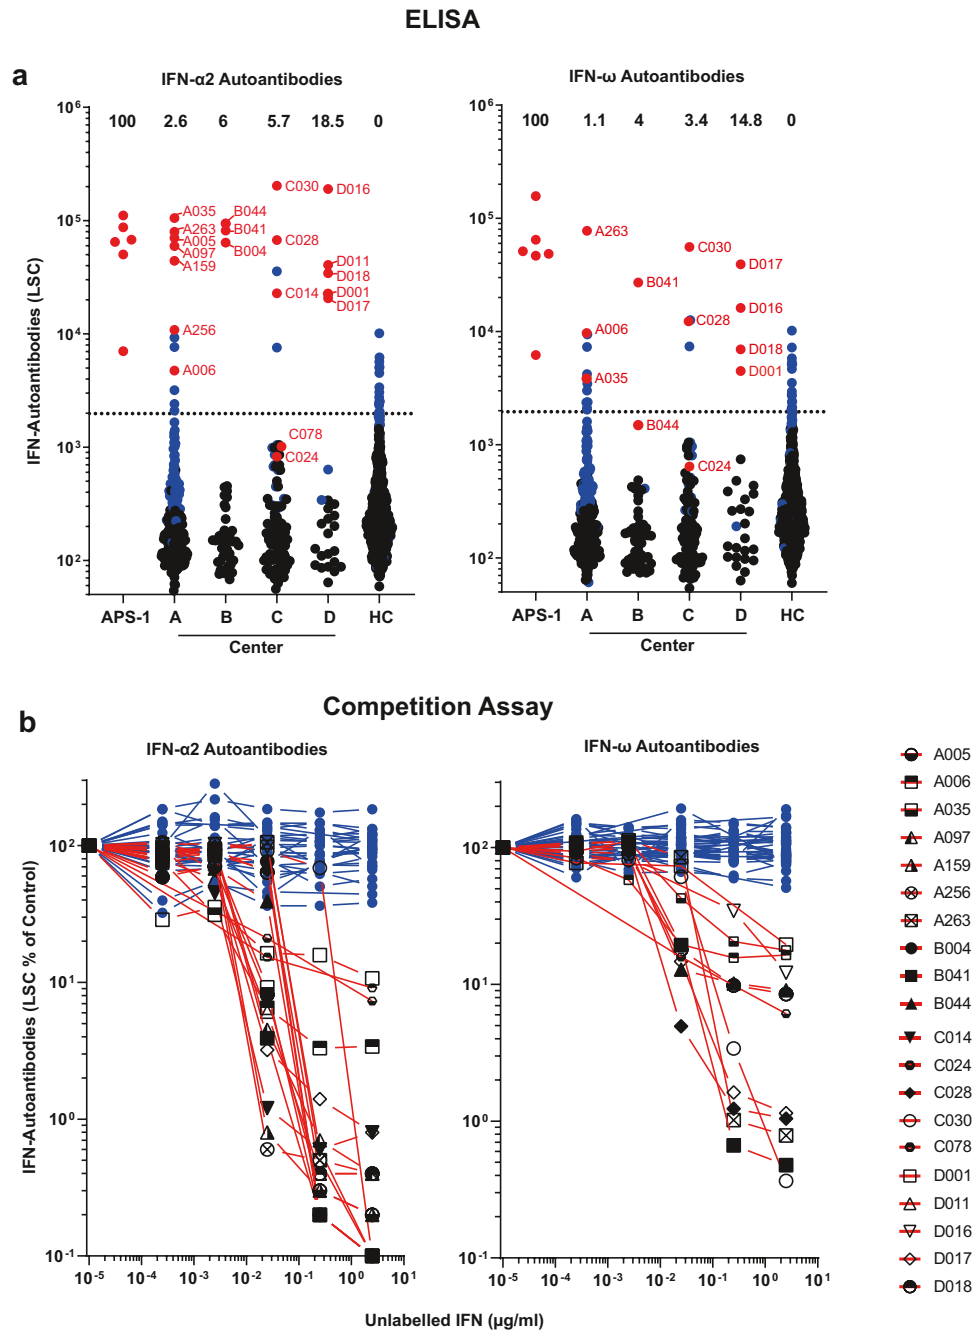 ELISA
a
IFN-α2 Autoantibodies
IFN-Autoantibodies (LSC)
10⁶
10⁵
10⁴
10³
10²
100 2.6 6 5.7 18.5 0
A035
A263
A005
A097
A159
A256
A006
B044
B041
B004
C030
C028
C014
C078
C024
D016
D011
D018
D001
D017
APS-1 A B C D HC
Center
IFN-ω Autoantibodies
10⁶
10⁵
10⁴
10³
10²
100 1.1 4 3.4 14.8 0
A263
A006
A035
B041
B044
C030
C028
C024
D017
D016
D018
D001
APS-1 A B C D HC
Center
b
Competition Assay
IFN-α2 Autoantibodies
IFN-Autoantibodies (LSC % of Control)
10²
10¹
10⁰
10⁻¹
10⁻⁵ 10⁻⁴ 10⁻³ 10⁻² 10⁻¹ 10⁰ 10¹
IFN-ω Autoantibodies
10²
10¹
10⁰
10⁻¹
10⁻⁵ 10⁻⁴ 10⁻³ 10⁻² 10⁻¹ 10⁰ 10¹
Unlabelled IFN (µg/ml)
A005
A006
A035
A097
A159
A256
A263
B004
B041
B044
C014
C024
C028
C030
C078
D001
D011
D016
D017
D018